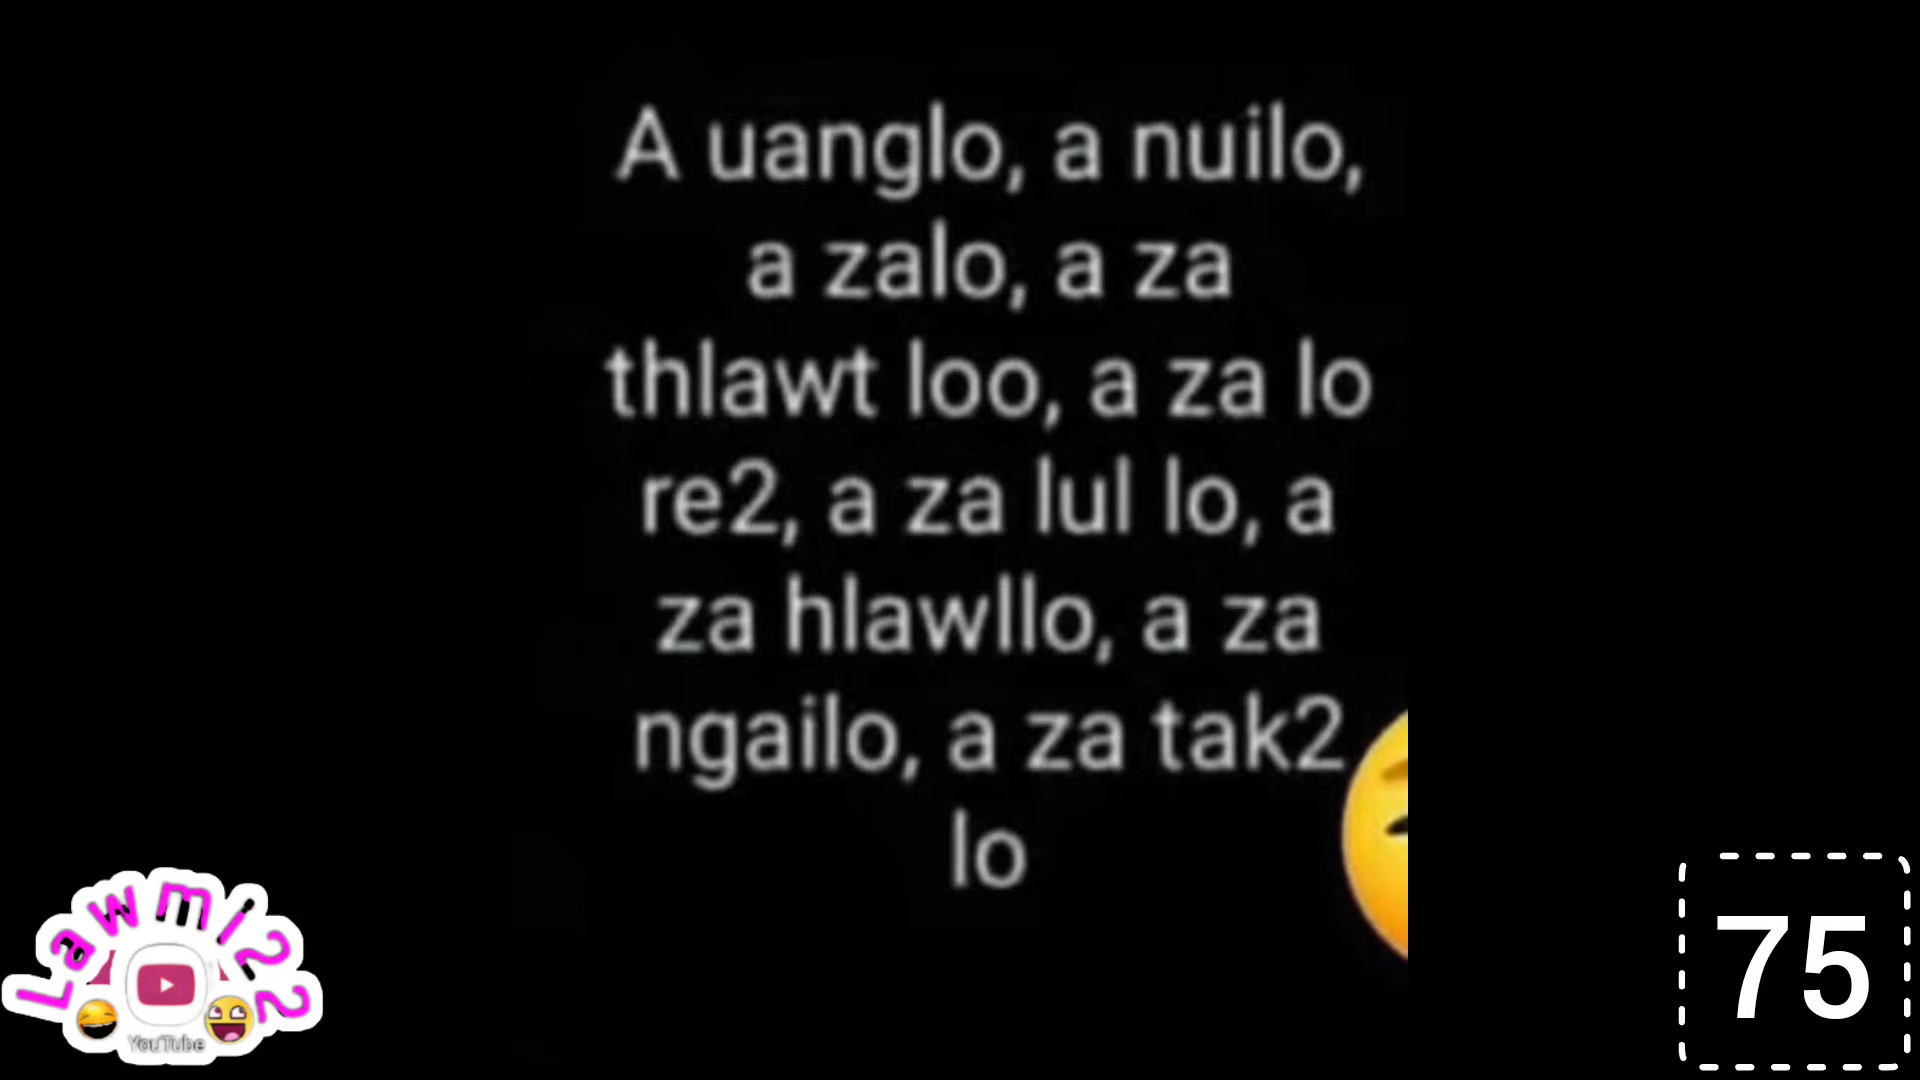 A uanglo, a nuilo,
a zalo, a za
thlawt loo, a za lo
re2, a za lul lo, a
za hlawllo, a za
ngailo, a za tak2
lo
Lawmi22
YouTube
75